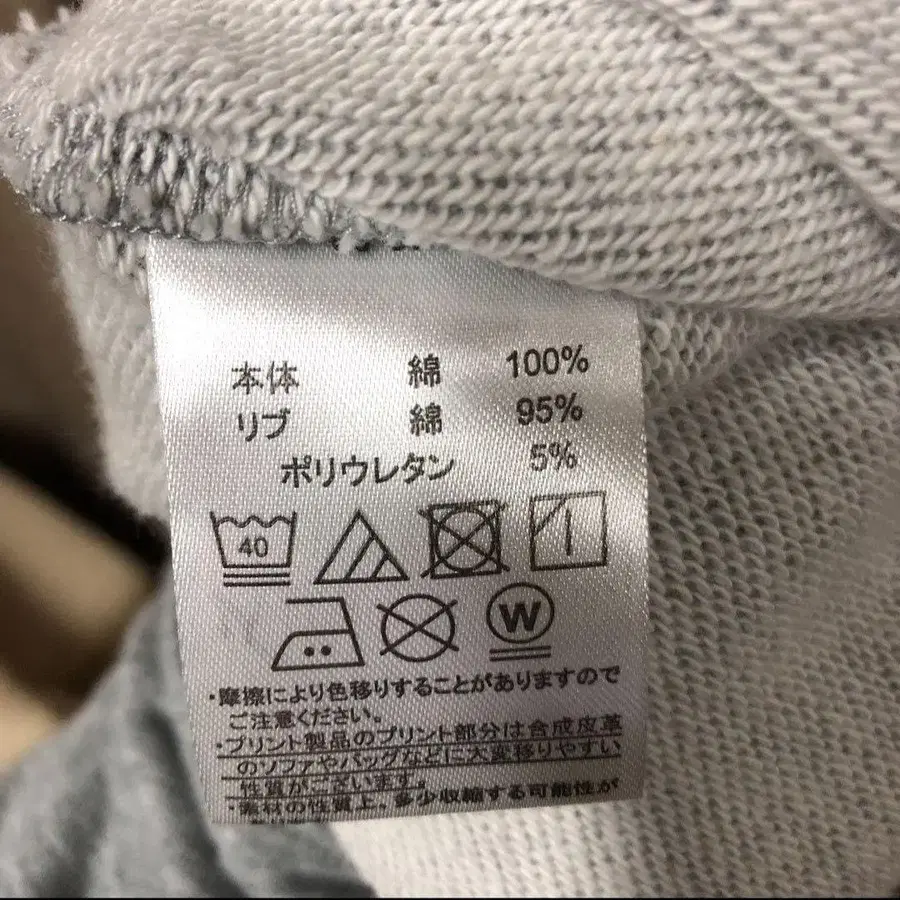 本体 綿 100%
リブ 綿 95%
ポリウレタン 5%
40
W
・摩擦により色移りすることがありますので
ご注意ください。
・プリント製品のプリント部分は合成皮革
のソファやバッグなどに大変移りやすい
性質がございます。
・素材の性質上、多少収縮する可能性が